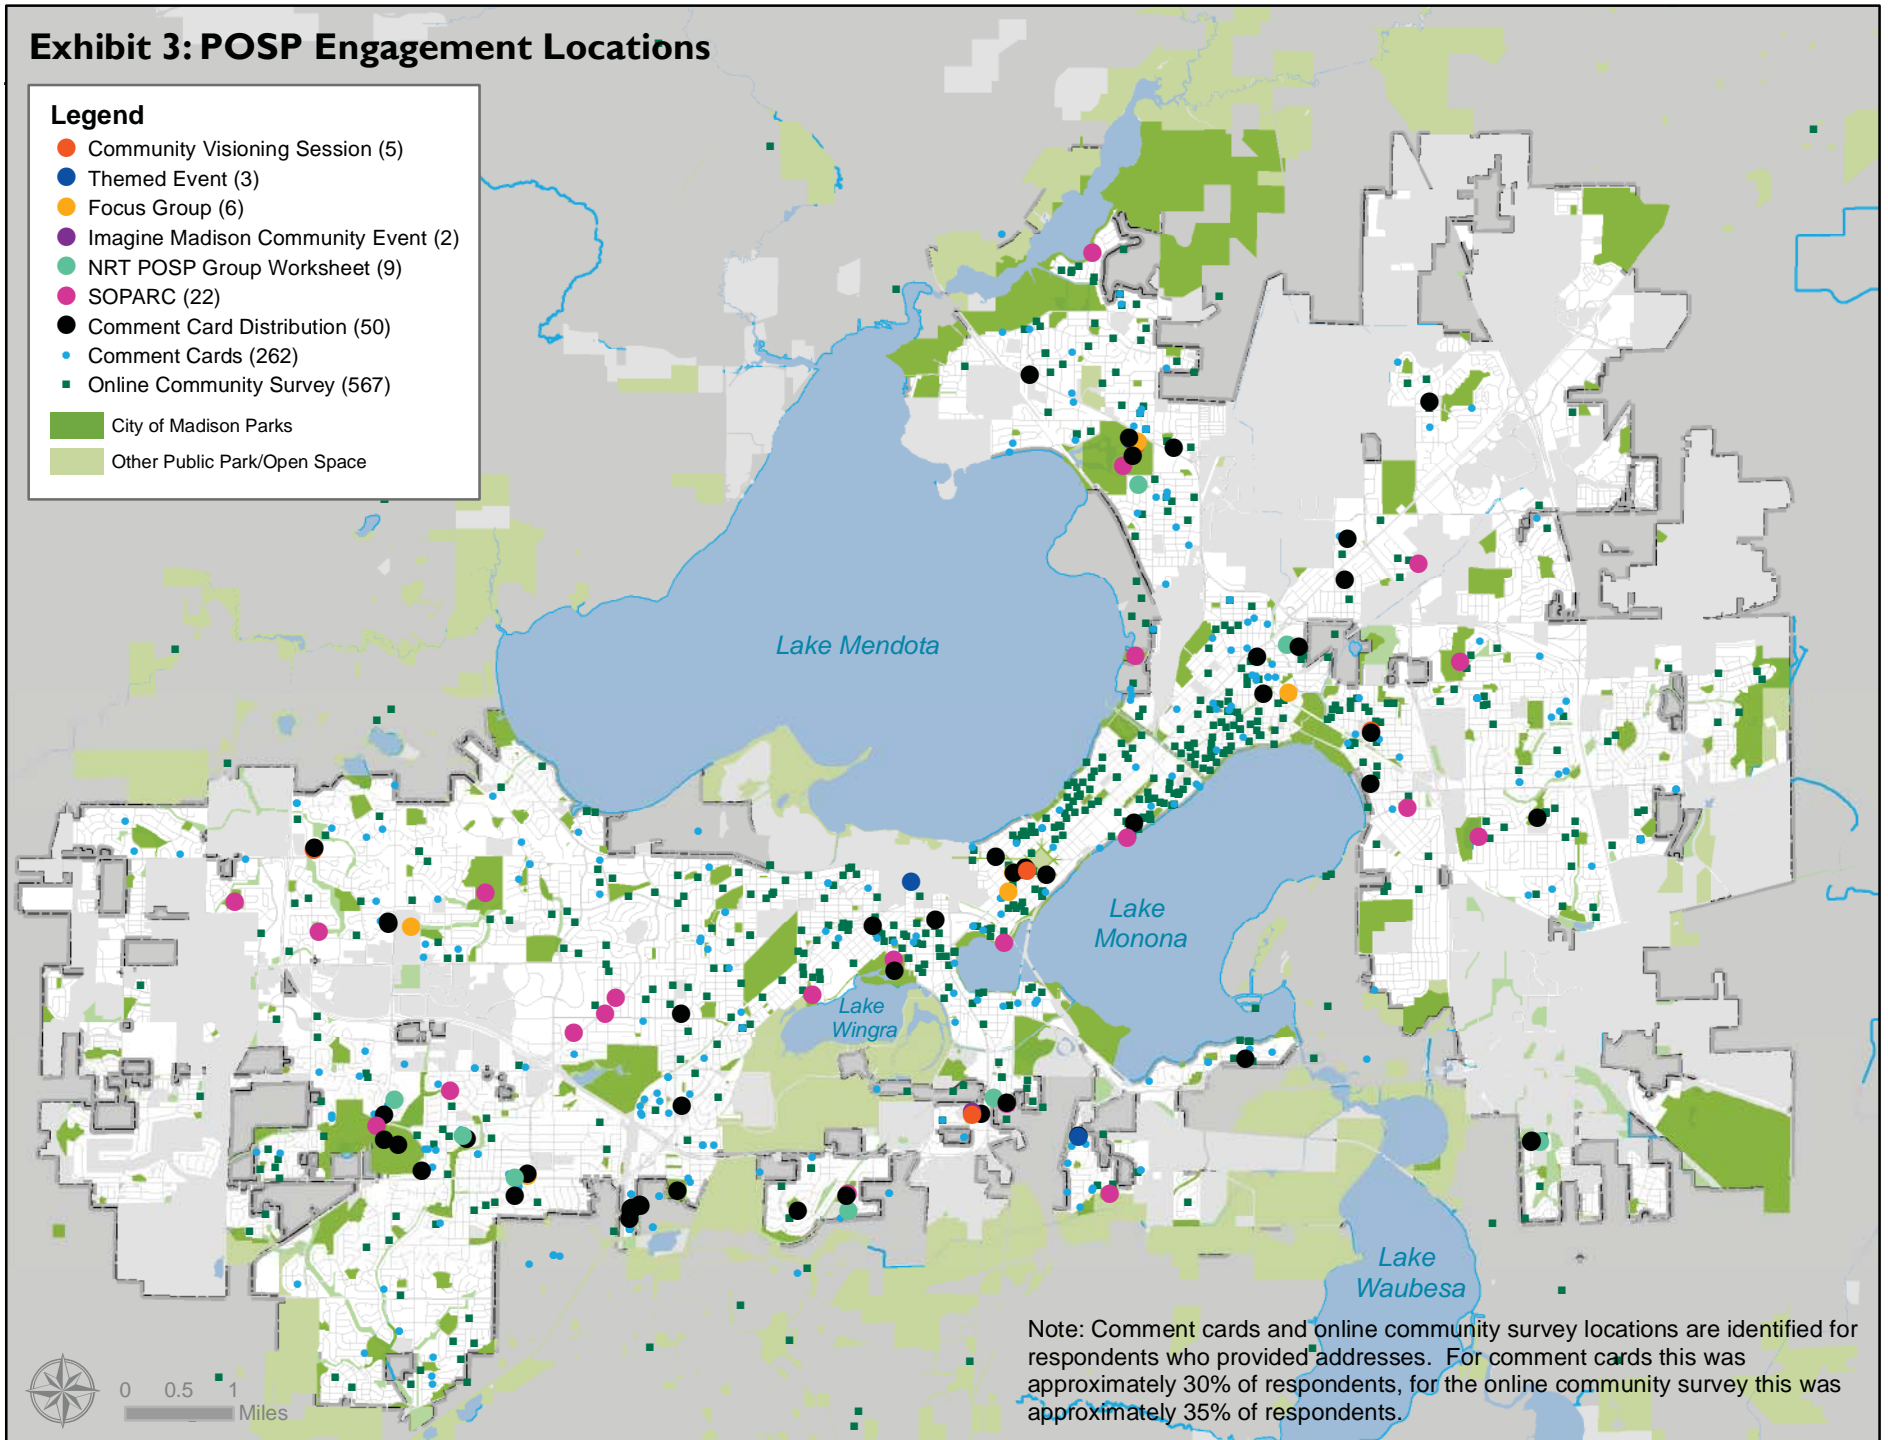 Exhibit 3: POSP Engagement Locations
Legend
Community Visioning Session (5)
Themed Event (3)
Focus Group (6)
Imagine Madison Community Event (2)
NRT POSP Group Worksheet (9)
SOPARC (22)
Comment Card Distribution (50)
Comment Cards (262)
Online Community Survey (567)
City of Madison Parks
Other Public Park/Open Space
Lake Mendota
Lake
Monona
Lake
Wingra
Lake
Waubesa
Note: Comment cards and online community survey locations are identified for
respondents who provided addresses. For comment cards this was
approximately 30% of respondents, for the online community survey this was
approximately 35% of respondents.
0 0.5 1
Miles